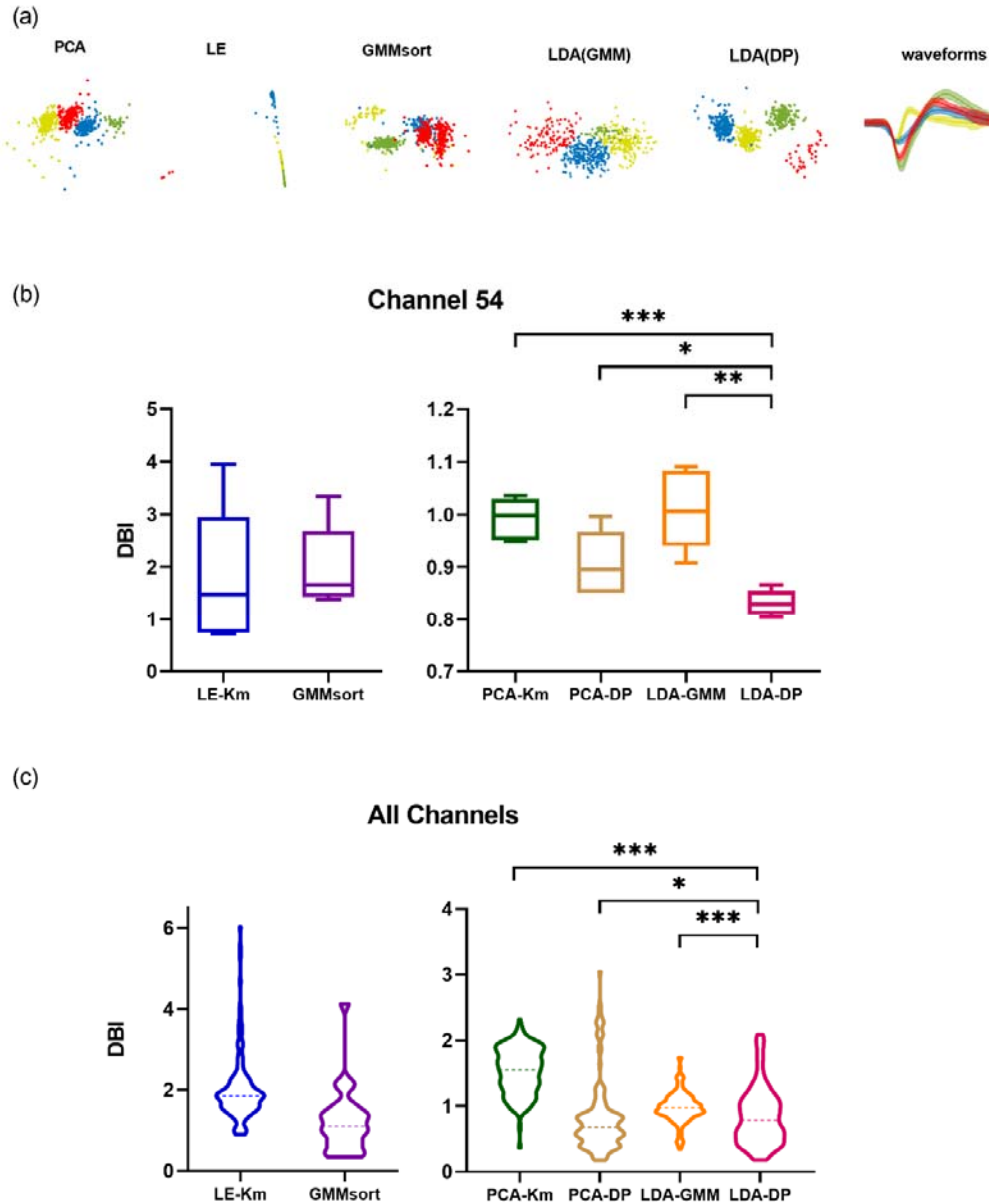 (a)
PCA LE GMMsort LDA(GMM) LDA(DP) waveforms
(b)
Channel 54
***
*
**
DBI
5
4
3
2
1
0
LE-Km GMMsort
1.2
1.1
1.0
0.9
0.8
0.7
PCA-Km PCA-DP LDA-GMM LDA-DP
(c)
All Channels
***
*
***
DBI
6
4
2
0
LE-Km GMMsort
4
3
2
1
0
PCA-Km PCA-DP LDA-GMM LDA-DP